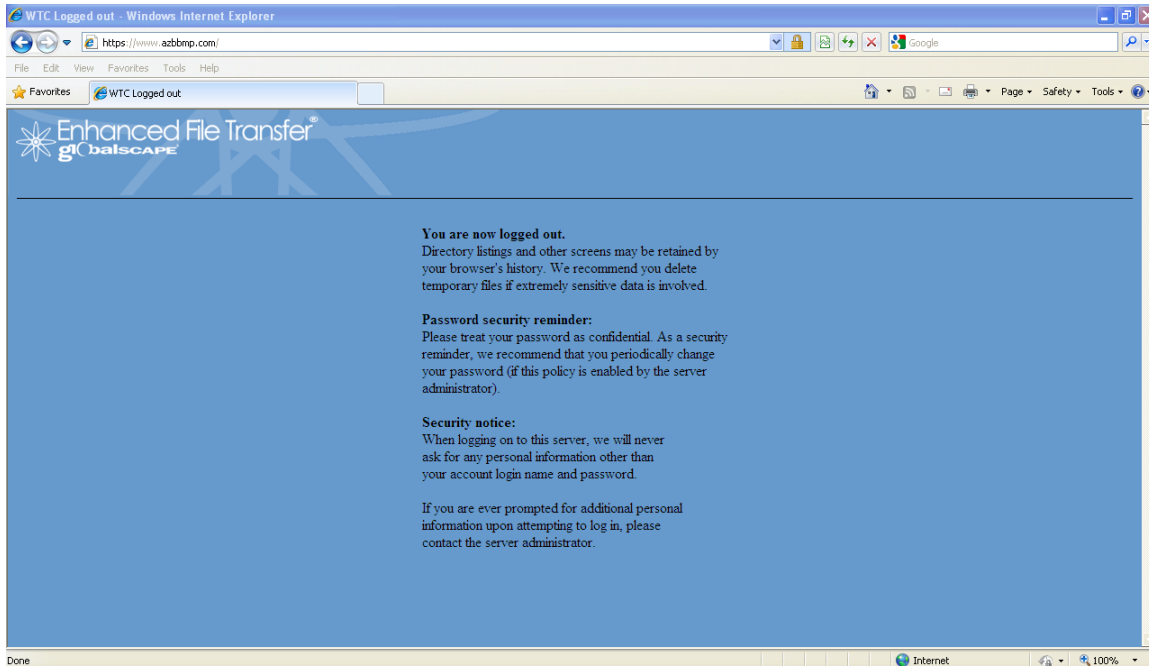 WTC Logged out - Windows Internet Explorer
https://www.azbbmp.com/
Google
File Edit View Favorites Tools Help
Favorites WTC Logged out Page Safety Tools
Enhanced File Transfer®
globalSCAPE
You are now logged out.
Directory listings and other screens may be retained by
your browser's history. We recommend you delete
temporary files if extremely sensitive data is involved.
Password security reminder:
Please treat your password as confidential. As a security
reminder, we recommend that you periodically change
your password (if this policy is enabled by the server
administrator).
Security notice:
When logging on to this server, we will never
ask for any personal information other than
your account login name and password.
If you are ever prompted for additional personal
information upon attempting to log in, please
contact the server administrator.
Done Internet 100%